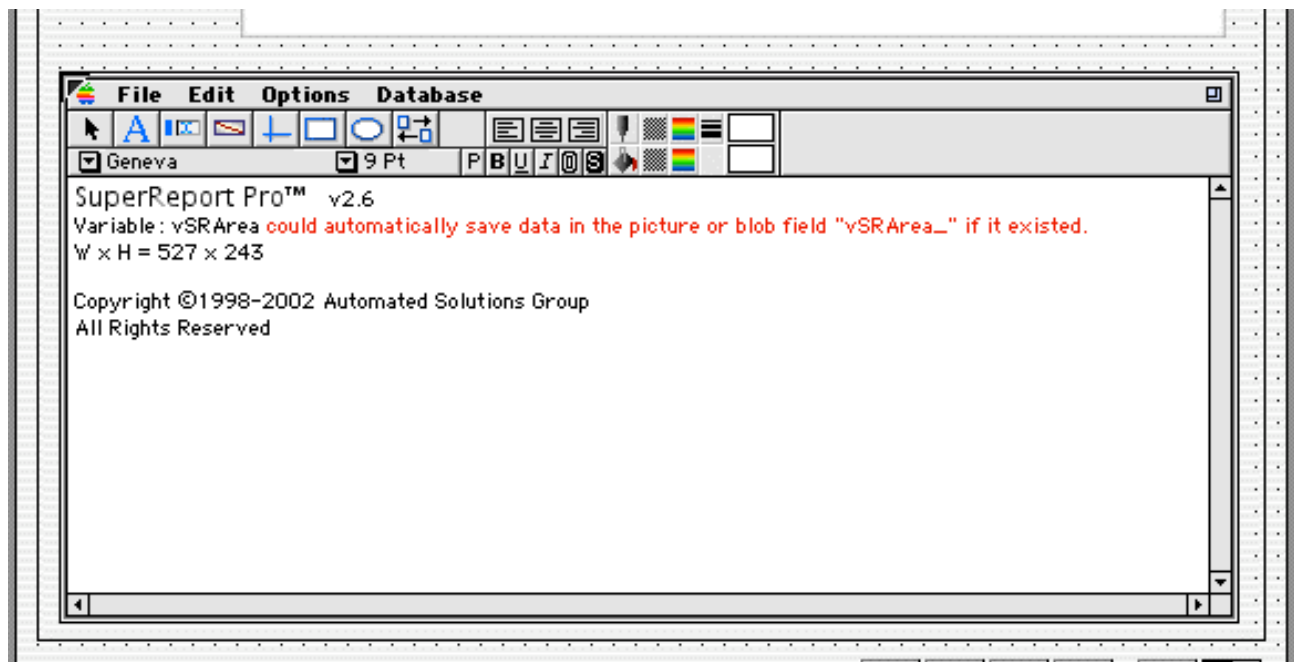 File Edit Options Database
A
Geneva 9 Pt P B U I O S
SuperReport Pro™ v2.6
Variable : vSRArea could automatically save data in the picture or blob field "vSRArea_" if it existed.
W x H = 527 x 243
Copyright ©1998-2002 Automated Solutions Group
All Rights Reserved